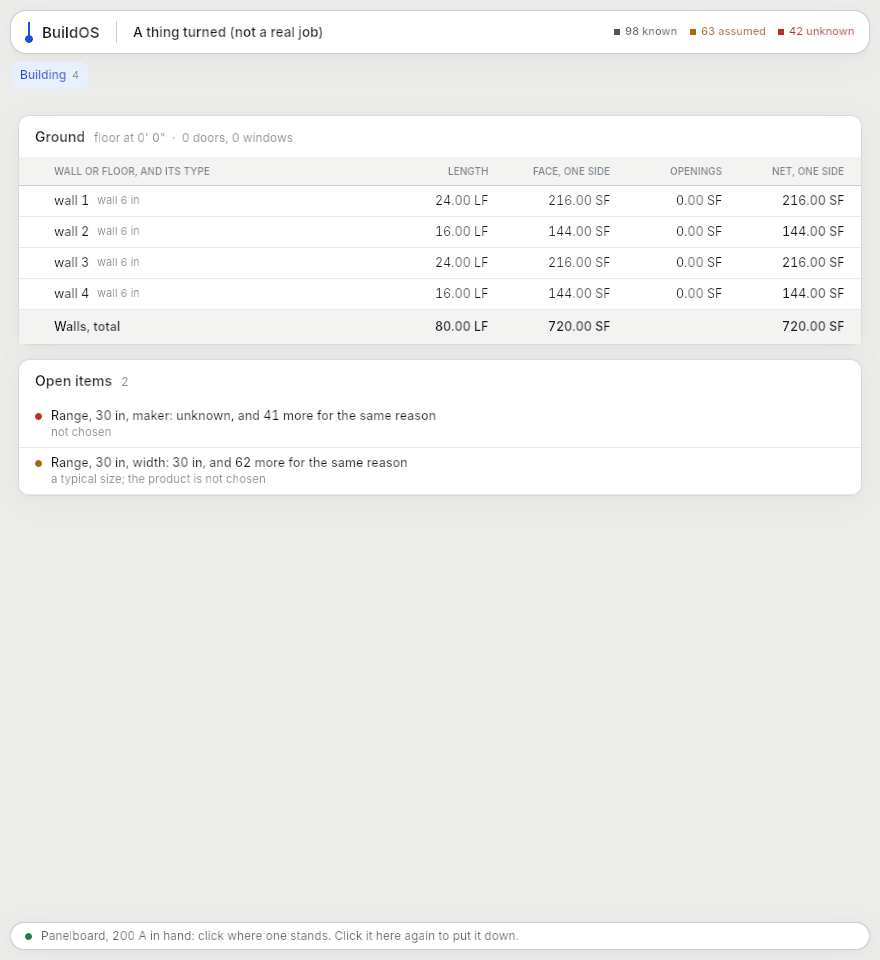 BuildOS A thing turned (not a real job) 98 known 63 assumed 42 unknown
Building 4
Ground floor at 0' 0" · 0 doors, 0 windows
WALL OR FLOOR, AND ITS TYPE LENGTH FACE, ONE SIDE OPENINGS NET, ONE SIDE
wall 1 wall 6 in 24.00 LF 216.00 SF 0.00 SF 216.00 SF
wall 2 wall 6 in 16.00 LF 144.00 SF 0.00 SF 144.00 SF
wall 3 wall 6 in 24.00 LF 216.00 SF 0.00 SF 216.00 SF
wall 4 wall 6 in 16.00 LF 144.00 SF 0.00 SF 144.00 SF
Walls, total 80.00 LF 720.00 SF 720.00 SF
Open items 2
Range, 30 in, maker: unknown, and 41 more for the same reason
not chosen
Range, 30 in, width: 30 in, and 62 more for the same reason
a typical size; the product is not chosen
Panelboard, 200 A in hand: click where one stands. Click it here again to put it down.